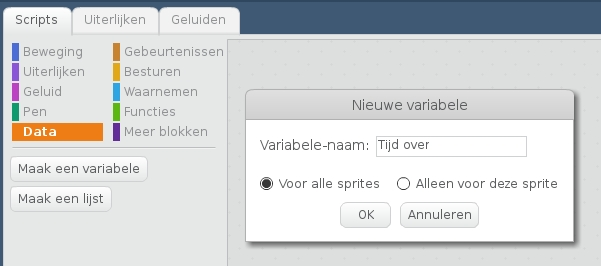 Scripts Uiterlijken Geluiden
Beweging Gebeurtenissen
Uiterlijken Besturen
Geluid Waarnemen
Pen Functies
Data Meer blokken
Maak een variabele
Maak een lijst
Nieuwe variabele
Variabele-naam: Tijd over
Voor alle sprites Alleen voor deze sprite
OK Annuleren